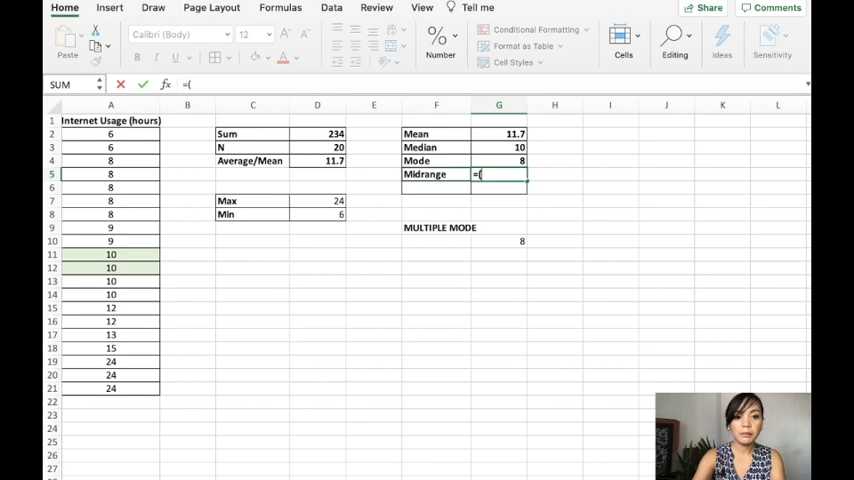 Home Insert Draw Page Layout Formulas Data Review View Tell me Share Comments
Paste Calibri (Body) 12 Number Conditional Formatting Format as Table Cell Styles Cells Editing Ideas Sensitivity
SUM fx =(
A B C D E F G H I J K L
1 Internet Usage (hours)
2 6 Sum 234 Mean 11.7
3 6 N 20 Median 10
4 8 Average/Mean 11.7 Mode 8
5 8 Midrange =(
6 8
7 8 Max 24
8 8 Min 6
9 9 MULTIPLE MODE
10 9 8
11 10
12 10
13 10
14 10
15 12
16 12
17 13
18 15
19 24
20 24
21 24
22
23
24
25
26
27